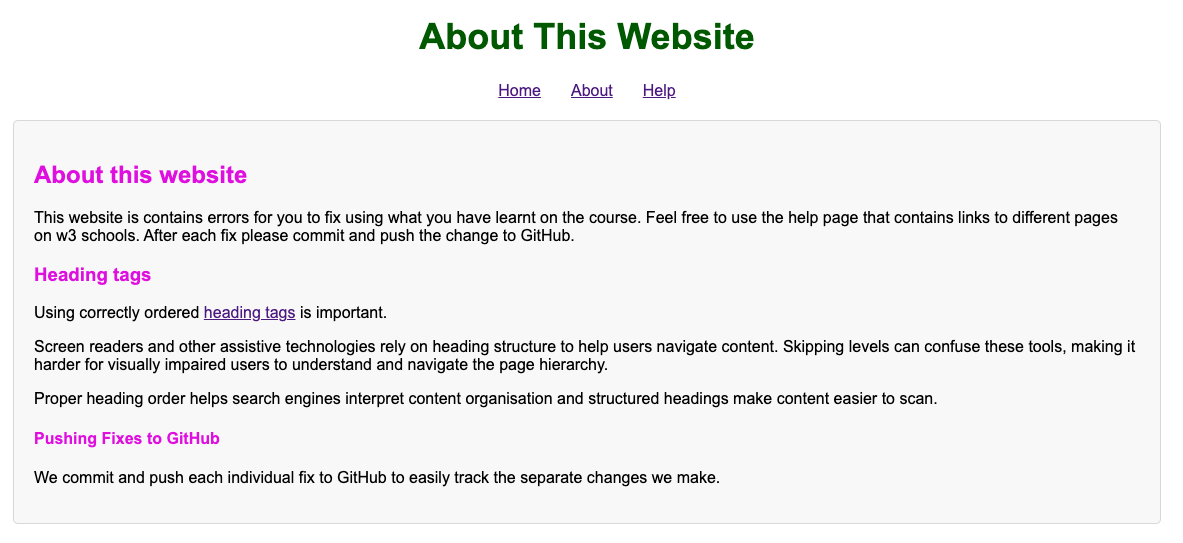 About This Website
Home About Help
About this website
This website is contains errors for you to fix using what you have learnt on the course. Feel free to use the help page that contains links to different pages
on w3 schools. After each fix please commit and push the change to GitHub.
Heading tags
Using correctly ordered heading tags is important.
Screen readers and other assistive technologies rely on heading structure to help users navigate content. Skipping levels can confuse these tools, making it
harder for visually impaired users to understand and navigate the page hierarchy.
Proper heading order helps search engines interpret content organisation and structured headings make content easier to scan.
Pushing Fixes to GitHub
We commit and push each individual fix to GitHub to easily track the separate changes we make.